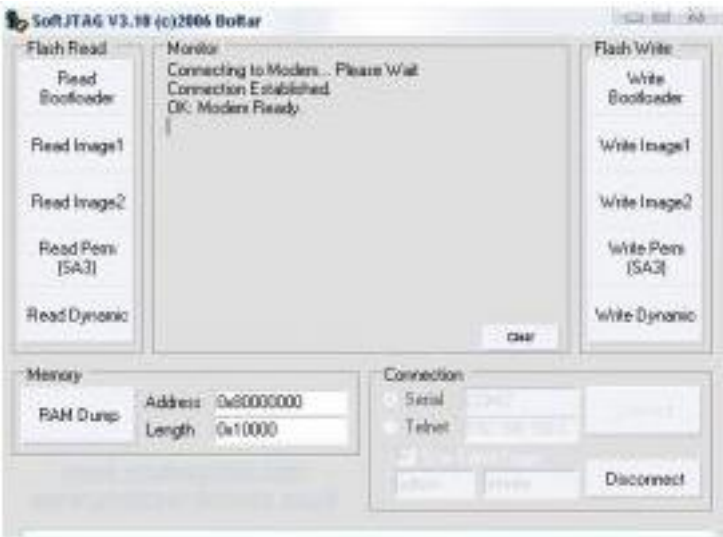 SoftJTAG V3.10 (c)2006 Bottar
Flash Read
Read
Bootloader
Read Image1
Read Image2
Read Perm
(SA3)
Read Dynamic
Monitor
Connecting to Modem... Please Wait
Connection Established.
OK: Modem Ready
Clear
Flash Write
Write
Bootloader
Write Image1
Write Image2
Write Perm
(SA3)
Write Dynamic
Memory
RAM Dump
Address 0x80000000
Length 0x10000
Connection
Serial
Telnet
Disconnect